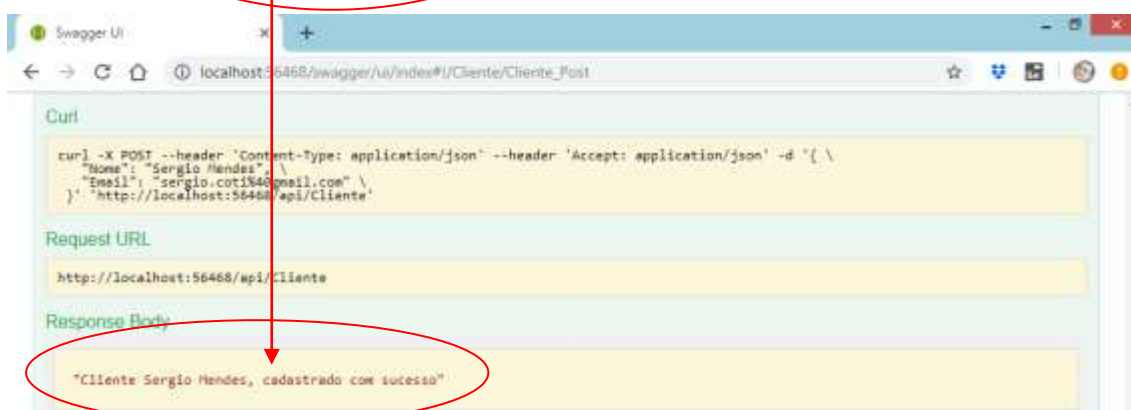 Swagger UI
localhost:56468/swagger/ui/index#!/Cliente/Cliente_Post
Curl
curl -X POST --header 'Content-Type: application/json' --header 'Accept: application/json' -d '{ \
"Nome": "Sergio Mendes", \
"Email": "sergio.coti%40gmail.com" \
}' 'http://localhost:56468/api/Cliente'
Request URL
http://localhost:56468/api/Cliente
Response Body
"Cliente Sergio Mendes, cadastrado com sucesso"